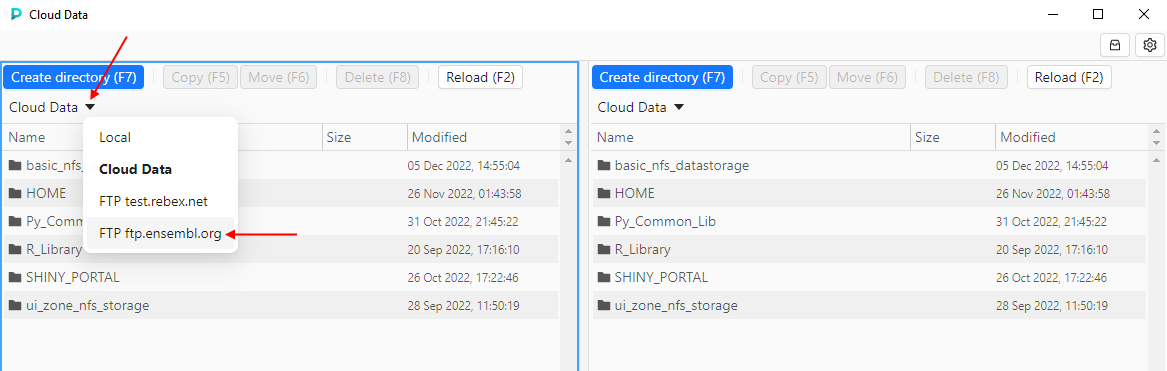 Cloud Data
Create directory (F7) Copy (F5) Move (F6) Delete (F8) Reload (F2)
Cloud Data
Local
Cloud Data
FTP test.rebex.net
FTP ftp.ensembl.org
Name Size Modified
basic_nfs_ 05 Dec 2022, 14:55:04
HOME 26 Nov 2022, 01:43:58
Py_Comm 31 Oct 2022, 21:45:22
R_Library 20 Sep 2022, 17:16:10
SHINY_PORTAL 26 Oct 2022, 17:22:46
ui_zone_nfs_storage 28 Sep 2022, 11:50:19
Create directory (F7) Copy (F5) Move (F6) Delete (F8) Reload (F2)
Cloud Data
Name Size Modified
basic_nfs_datastorage 05 Dec 2022, 14:55:04
HOME 26 Nov 2022, 01:43:58
Py_Common_Lib 31 Oct 2022, 21:45:22
R_Library 20 Sep 2022, 17:16:10
SHINY_PORTAL 26 Oct 2022, 17:22:46
ui_zone_nfs_storage 28 Sep 2022, 11:50:19